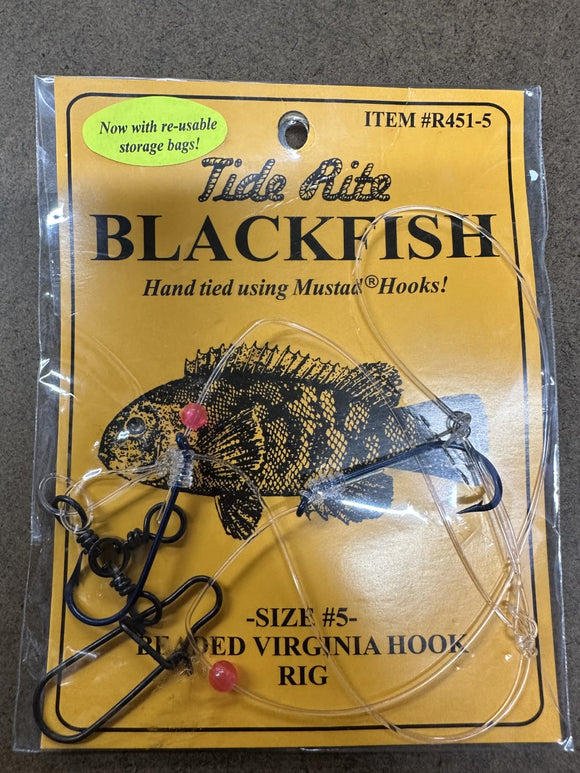 ITEM #R451-5
Now with re-usable
storage bags!
Tide Rite
BLACKFISH
Hand tied using Mustad® Hooks!
-SIZE #5-
BEADED VIRGINIA HOOK
RIG